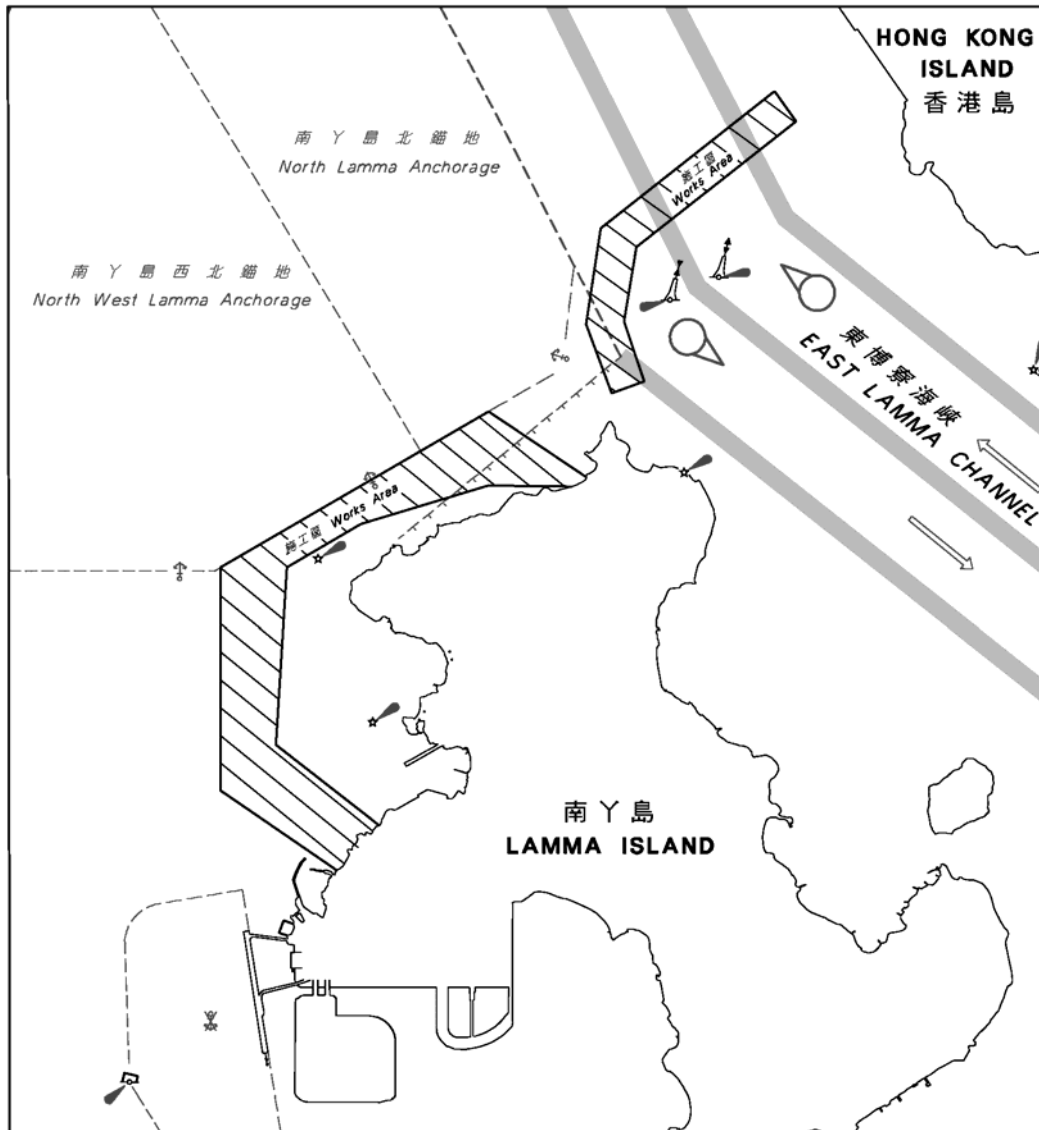 HONG KONG
ISLAND
香港島
南丫島北錨地
North Lamma Anchorage
施工區
Works Area
南丫島西北錨地
North West Lamma Anchorage
東博寮海峽
EAST LAMMA CHANNEL
施工區 Works Area
南丫島
LAMMA ISLAND